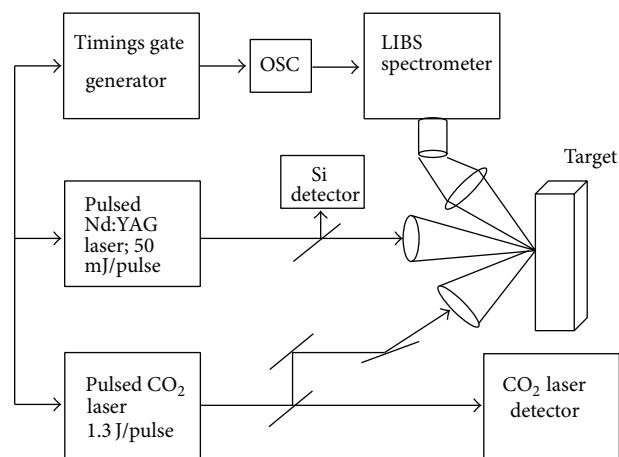 Timings gate
generator
OSC
LIBS
spectrometer
Target
Si
detector
Pulsed
Nd:YAG
laser; 50
mJ/pulse
Pulsed CO₂
laser
1.3 J/pulse
CO₂ laser
detector